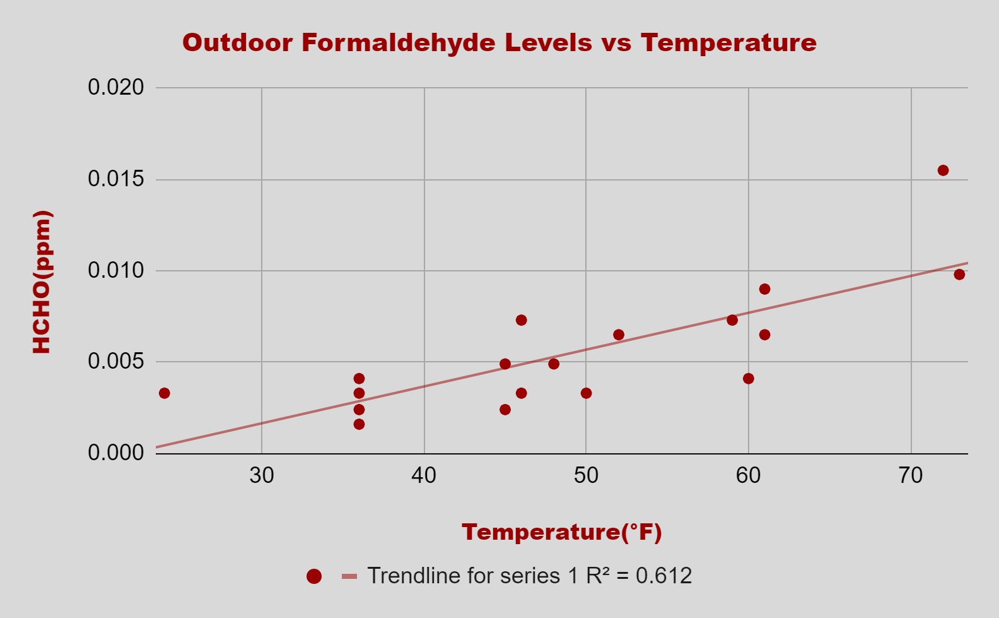 Outdoor Formaldehyde Levels vs Temperature
0.020
0.015
0.010
0.005
0.000
HCHO(ppm)
30 40 50 60 70
Temperature(°F)
Trendline for series 1 R² = 0.612